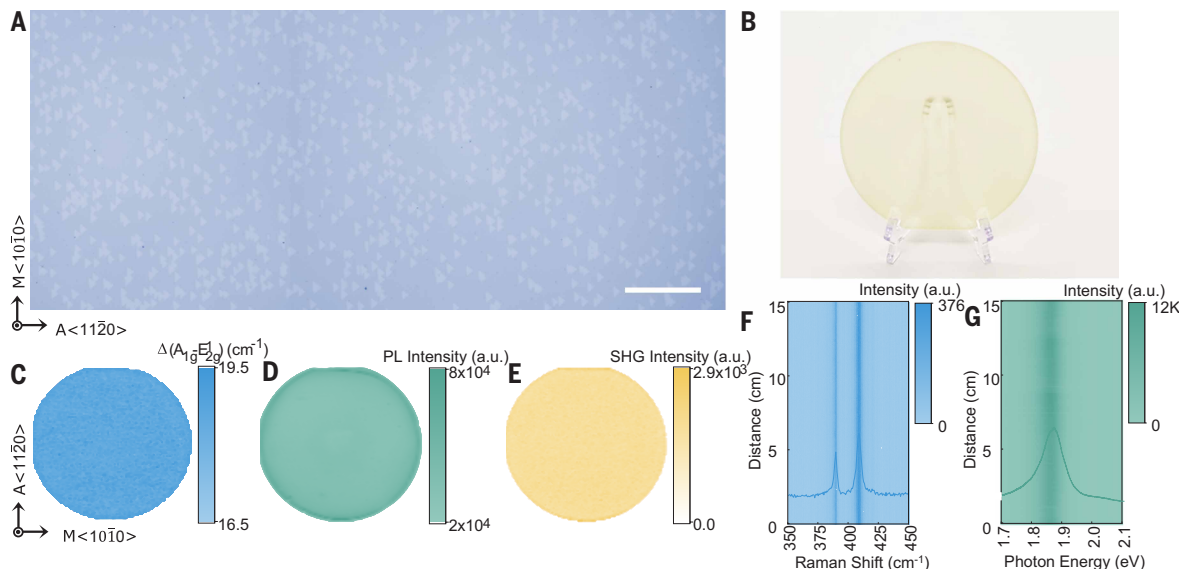 A
M<101̄0>
A<112̄0>
B
C
Δ(A1g-E12g) (cm-1)
19.5
16.5
A<112̄0>
M<101̄0>
D
PL Intensity (a.u.)
8x10⁴
2x10⁴
E
SHG Intensity (a.u.)
2.9x10³
0.0
F
Intensity (a.u.)
376
0
15
10
5
0
Distance (cm)
350
400
450
Raman Shift (cm-1)
G
Intensity (a.u.)
12K
0
15
10
5
0
Distance (cm)
1.7
1.8
1.9
2.0
2.1
Photon Energy (eV)